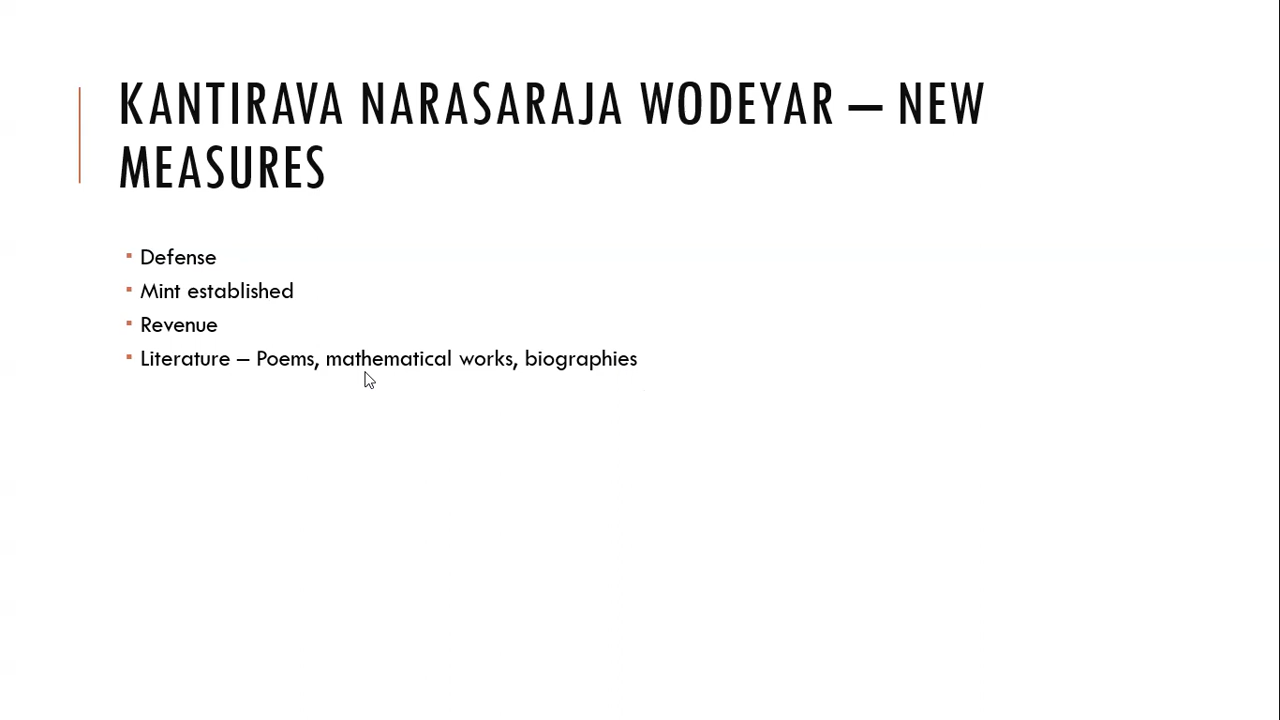 KANTIRAVA NARASARAJA WODEYAR – NEW
MEASURES
▪ Defense
▪ Mint established
▪ Revenue
▪ Literature – Poems, mathematical works, biographies